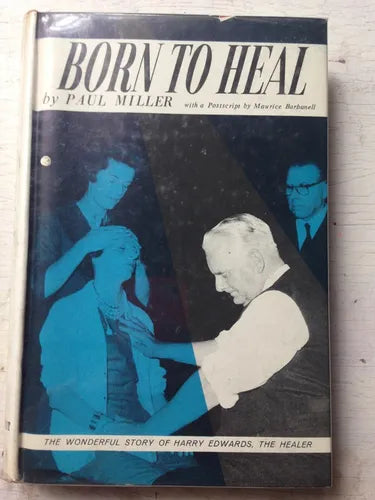 BORN TO HEAL
by PAUL MILLER with a Postscript by Maurice Barbanell
THE WONDERFUL STORY OF HARRY EDWARDS, THE HEALER